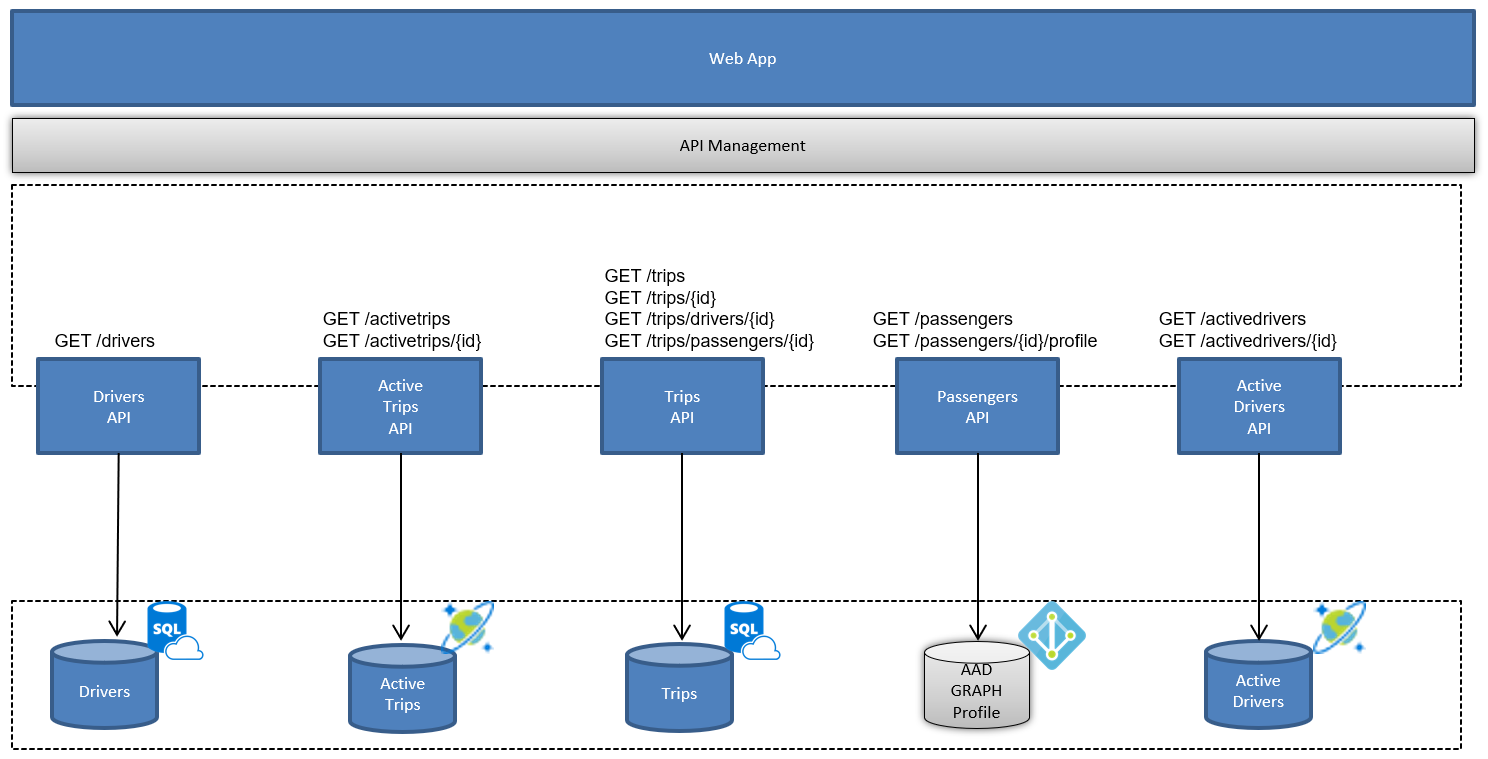 Web App
API Management
GET /drivers
GET /activetrips
GET /activetrips/{id}
GET /trips
GET /trips/{id}
GET /trips/drivers/{id}
GET /trips/passengers/{id}
GET /passengers
GET /passengers/{id}/profile
GET /activedrivers
GET /activedrivers/{id}
Drivers
API
Active
Trips
API
Trips
API
Passengers
API
Active
Drivers
API
SQL
Drivers
Active
Trips
SQL
Trips
AAD
GRAPH
Profile
Active
Drivers